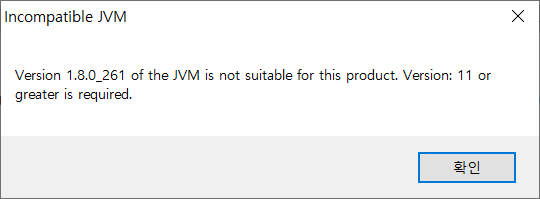 Incompatible JVM
Version 1.8.0_261 of the JVM is not suitable for this product. Version: 11 or
greater is required.
확인